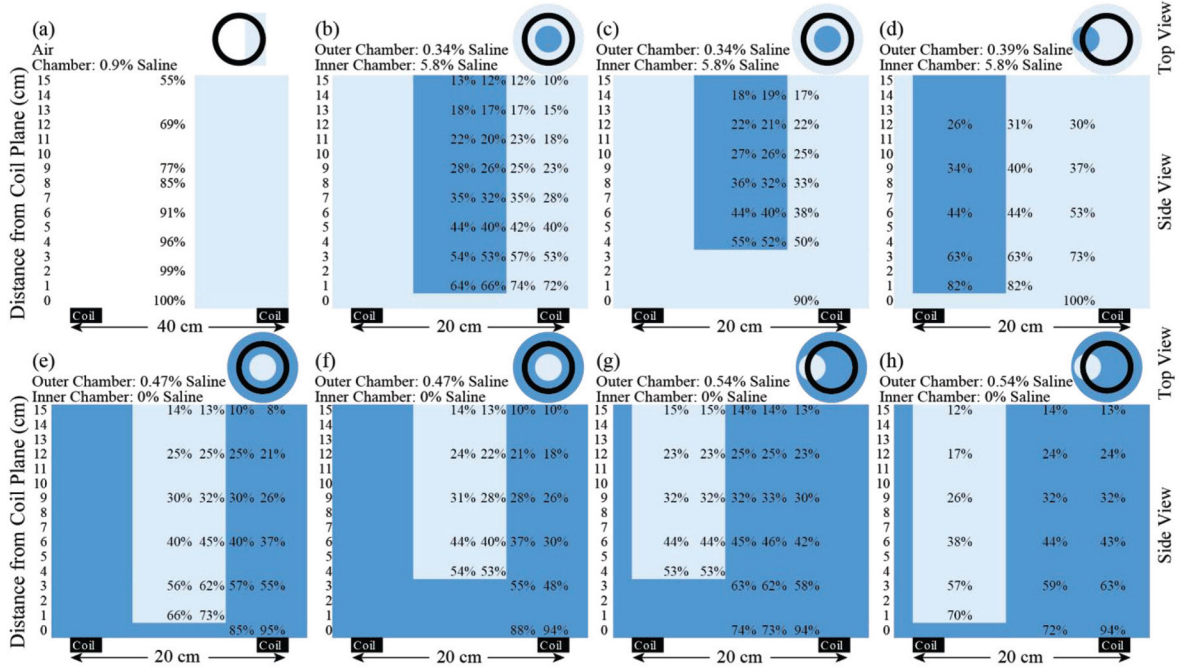 (a)
Air
Chamber: 0.9% Saline
(b)
Outer Chamber: 0.34% Saline
Inner Chamber: 5.8% Saline
(c)
Outer Chamber: 0.34% Saline
Inner Chamber: 5.8% Saline
(d)
Outer Chamber: 0.39% Saline
Inner Chamber: 5.8% Saline
Top View
Side View
Distance from Coil Plane (cm)
15 55% 15 13% 12% 12% 10% 15 15
14 14 14 18% 19% 17% 14
13 13 18% 17% 17% 15% 13 13
12 69% 12 12 22% 21% 22% 12 26% 31% 30%
11 11 22% 20% 23% 18% 11 11
10 10 10 27% 26% 25% 10
9 77% 9 28% 26% 25% 23% 9 9 34% 40% 37%
8 85% 8 8 36% 32% 33% 8
7 7 35% 32% 35% 28% 7 7
6 91% 6 6 44% 40% 38% 6 44% 44% 53%
5 5 44% 40% 42% 40% 5 5
4 96% 4 4 55% 52% 50% 4
3 3 54% 53% 57% 53% 3 3 63% 63% 73%
2 99% 2 2 2
1 1 64% 66% 74% 72% 1 1 82% 82%
0 100% 0 0 90% 0 100%
Coil Coil Coil Coil Coil Coil Coil Coil
40 cm 20 cm 20 cm 20 cm
(e)
Outer Chamber: 0.47% Saline
Inner Chamber: 0% Saline
(f)
Outer Chamber: 0.47% Saline
Inner Chamber: 0% Saline
(g)
Outer Chamber: 0.54% Saline
Inner Chamber: 0% Saline
(h)
Outer Chamber: 0.54% Saline
Inner Chamber: 0% Saline
Top View
Side View
Distance from Coil Plane (cm)
15 14% 13% 10% 8% 15 14% 13% 10% 10% 15 15% 15% 14% 14% 13% 15 12% 14% 13%
14 14 14 14
13 13 13 13
12 25% 25% 25% 21% 12 24% 22% 21% 18% 12 23% 23% 25% 25% 23% 12 17% 24% 24%
11 11 11 11
10 10 10 10
9 30% 32% 30% 26% 9 31% 28% 28% 26% 9 32% 32% 32% 33% 30% 9 26% 32% 32%
8 8 8 8
7 7 7 7
6 40% 45% 40% 37% 6 44% 40% 37% 30% 6 44% 44% 45% 46% 42% 6 38% 44% 43%
5 5 5 5
4 4 54% 53% 4 53% 53% 4
3 56% 62% 57% 55% 3 55% 48% 3 63% 62% 58% 3 57% 59% 63%
2 2 2 2
1 66% 73% 1 1 1 70%
0 85% 95% 0 88% 94% 0 74% 73% 94% 0 72% 94%
Coil Coil Coil Coil Coil Coil Coil Coil
20 cm 20 cm 20 cm 20 cm